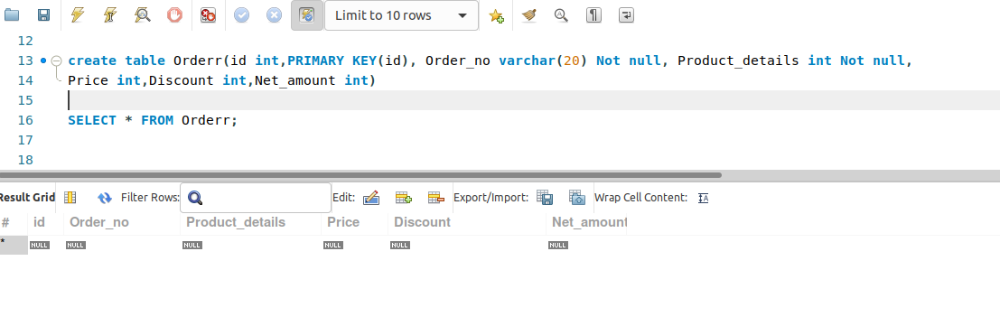 Limit to 10 rows
12
13 create table Orderr(id int,PRIMARY KEY(id), Order_no varchar(20) Not null, Product_details int Not null,
14 Price int,Discount int,Net_amount int)
15
16 SELECT * FROM Orderr;
17
18
Result Grid Filter Rows: Edit: Export/Import: Wrap Cell Content: IA
# id Order_no Product_details Price Discount Net_amount
* NULL NULL NULL NULL NULL NULL